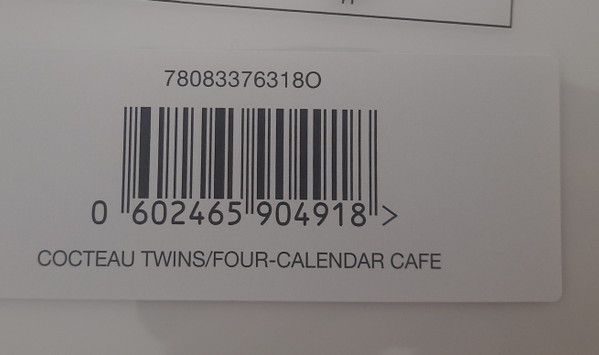 78083376318O
0 602465 904918 >
COCTEAU TWINS/FOUR-CALENDAR CAFE